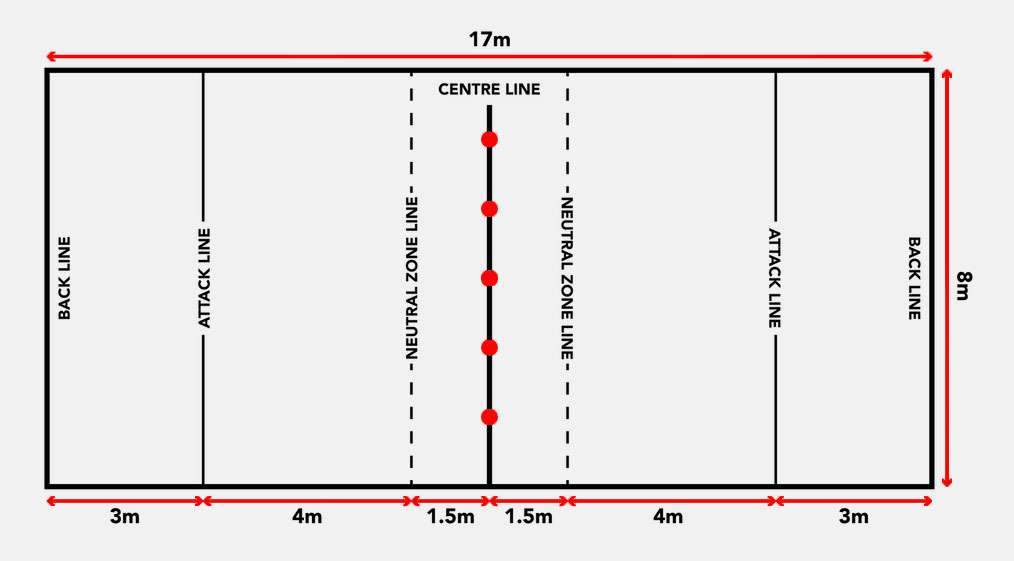 17m
CENTRE LINE
BACK LINE
ATTACK LINE
NEUTRAL ZONE LINE
NEUTRAL ZONE LINE
ATTACK LINE
BACK LINE
8m
3m
4m
1.5m
1.5m
4m
3m